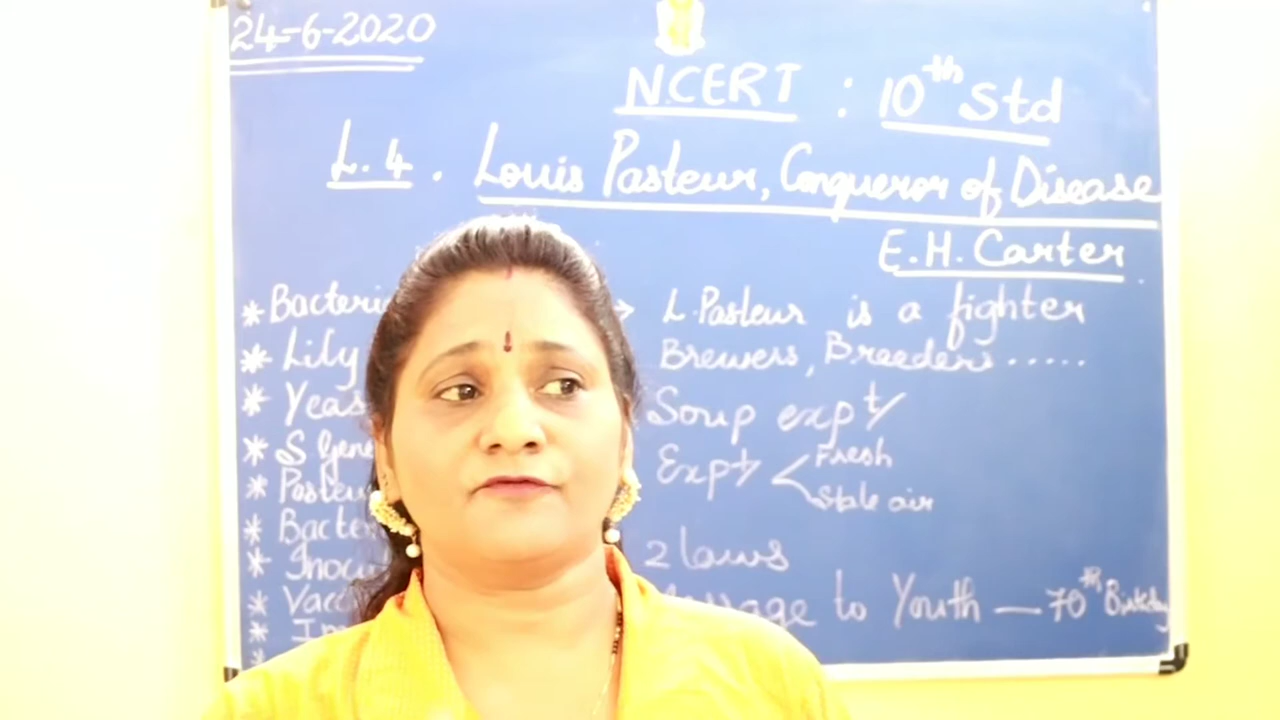 24-6-2020
NCERT : 10th Std
L. 4. Louis Pasteur, Conqueror of Disease
E.H. Carter
* Bacteri → L. Pasteur is a fighter
* Lily Brewers, Breeders.....
* Yeas Soup expt/
* S Gene Expt/ < Fresh
Stale air
* Pasteu
* Bacte
* Inocu 2 laws
* Vacc to Youth — 70th Birthday
* Im
*